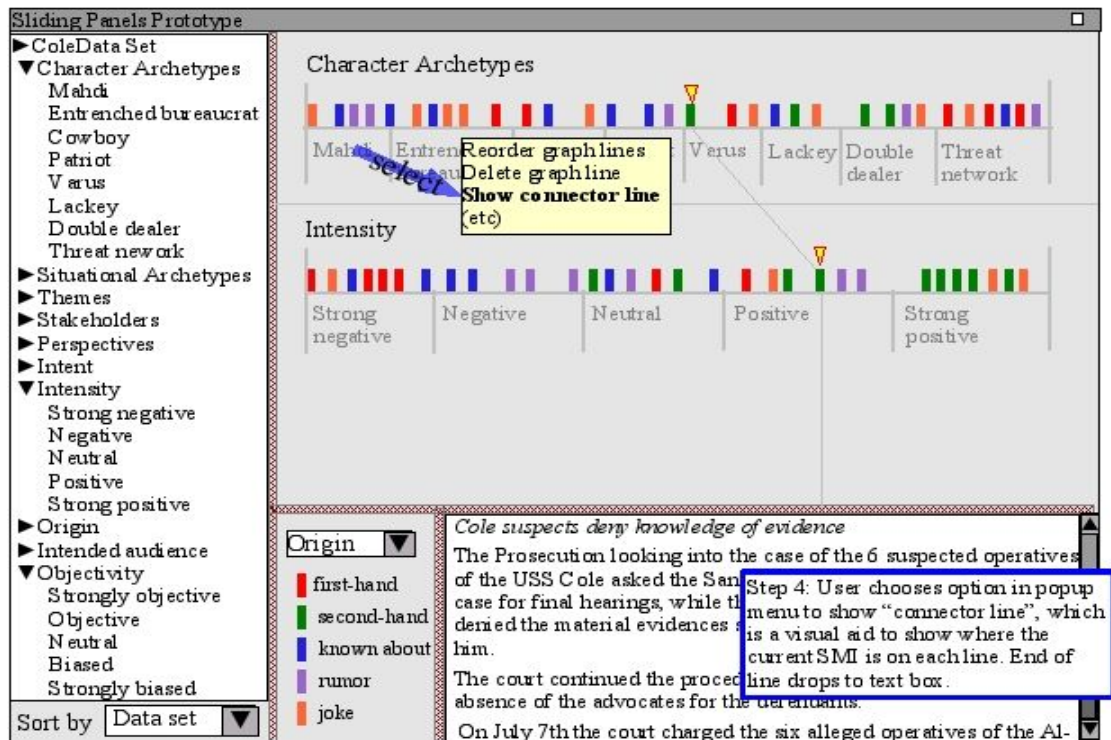 Sliding Panels Prototype
ColeData Set
Character Archetypes
Mahdi
Entrenched bureaucrat
Cowboy
Patriot
Varus
Lackey
Double dealer
Threat nework
Situational Archetypes
Themes
Stakeholders
Perspectives
Intent
Intensity
Strong negative
Negative
Neutral
Positive
Strong positive
Origin
Intended audience
Objectivity
Strongly objective
Objective
Neutral
Biased
Strongly biased
Sort by Data set
Character Archetypes
Varus Lackey Double
dealer
Threat
network
select
Reorder graph lines
Delete graph line
Show connector line
(etc)
Intensity
Strong
negative
Negative
Neutral
Positive
Strong
positive
Origin
first-hand
second-hand
known about
rumor
joke
Cole suspects deny knowledge of evidence
The Prosecution looking into the case of the 6 suspected operatives
of the USS Cole asked the
case for final hearings, while
denied the material evidences
him.
The court continued the
absence of the advocates for the defendants.
On July 7th the court charged the six alleged operatives of the Al-
Step 4: User chooses option in popup
menu to show “connector line”, which
is a visual aid to show where the
current SMI is on each line. End of
line drops to text box.